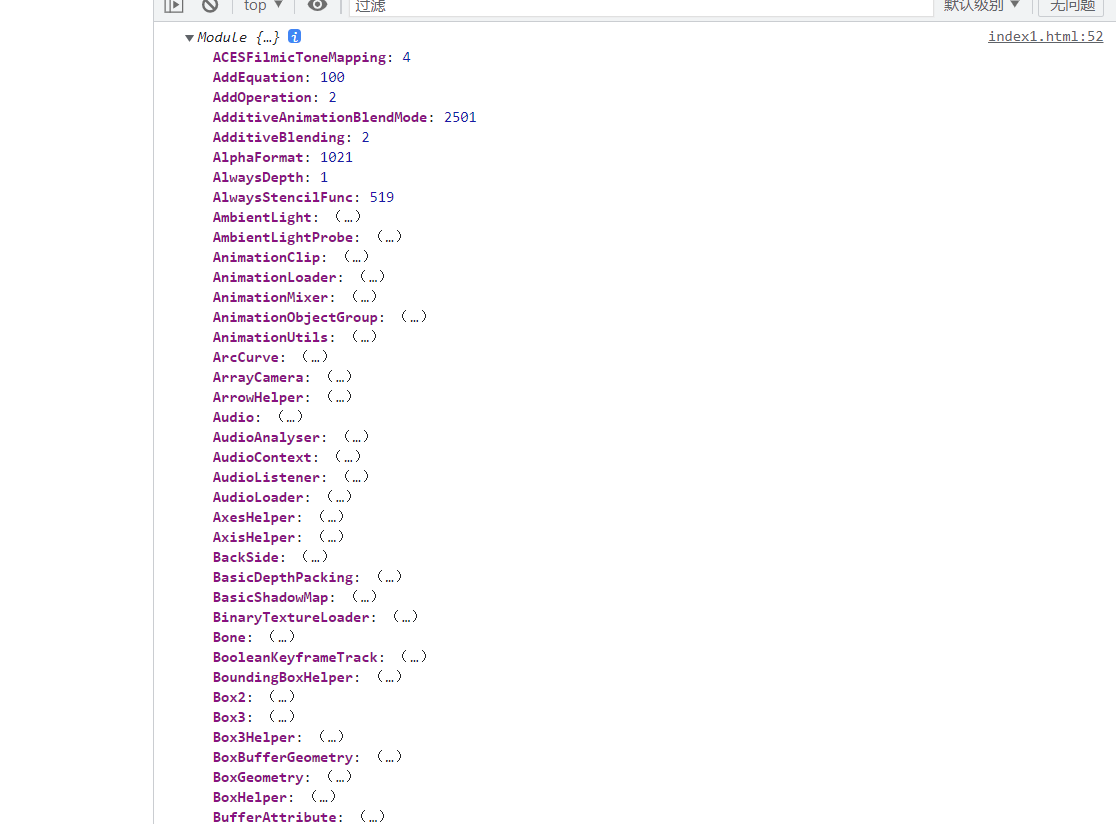 top ▼ 过滤 默认级别 ▼ 无问题
▼Module {…} i index1.html:52
ACESFilmicToneMapping: 4
AddEquation: 100
AddOperation: 2
AdditiveAnimationBlendMode: 2501
AdditiveBlending: 2
AlphaFormat: 1021
AlwaysDepth: 1
AlwaysStencilFunc: 519
AmbientLight: (…)
AmbientLightProbe: (…)
AnimationClip: (…)
AnimationLoader: (…)
AnimationMixer: (…)
AnimationObjectGroup: (…)
AnimationUtils: (…)
ArcCurve: (…)
ArrayCamera: (…)
ArrowHelper: (…)
Audio: (…)
AudioAnalyser: (…)
AudioContext: (…)
AudioListener: (…)
AudioLoader: (…)
AxesHelper: (…)
AxisHelper: (…)
BackSide: (…)
BasicDepthPacking: (…)
BasicShadowMap: (…)
BinaryTextureLoader: (…)
Bone: (…)
BooleanKeyframeTrack: (…)
BoundingBoxHelper: (…)
Box2: (…)
Box3: (…)
Box3Helper: (…)
BoxBufferGeometry: (…)
BoxGeometry: (…)
BoxHelper: (…)
BufferAttribute: (…)